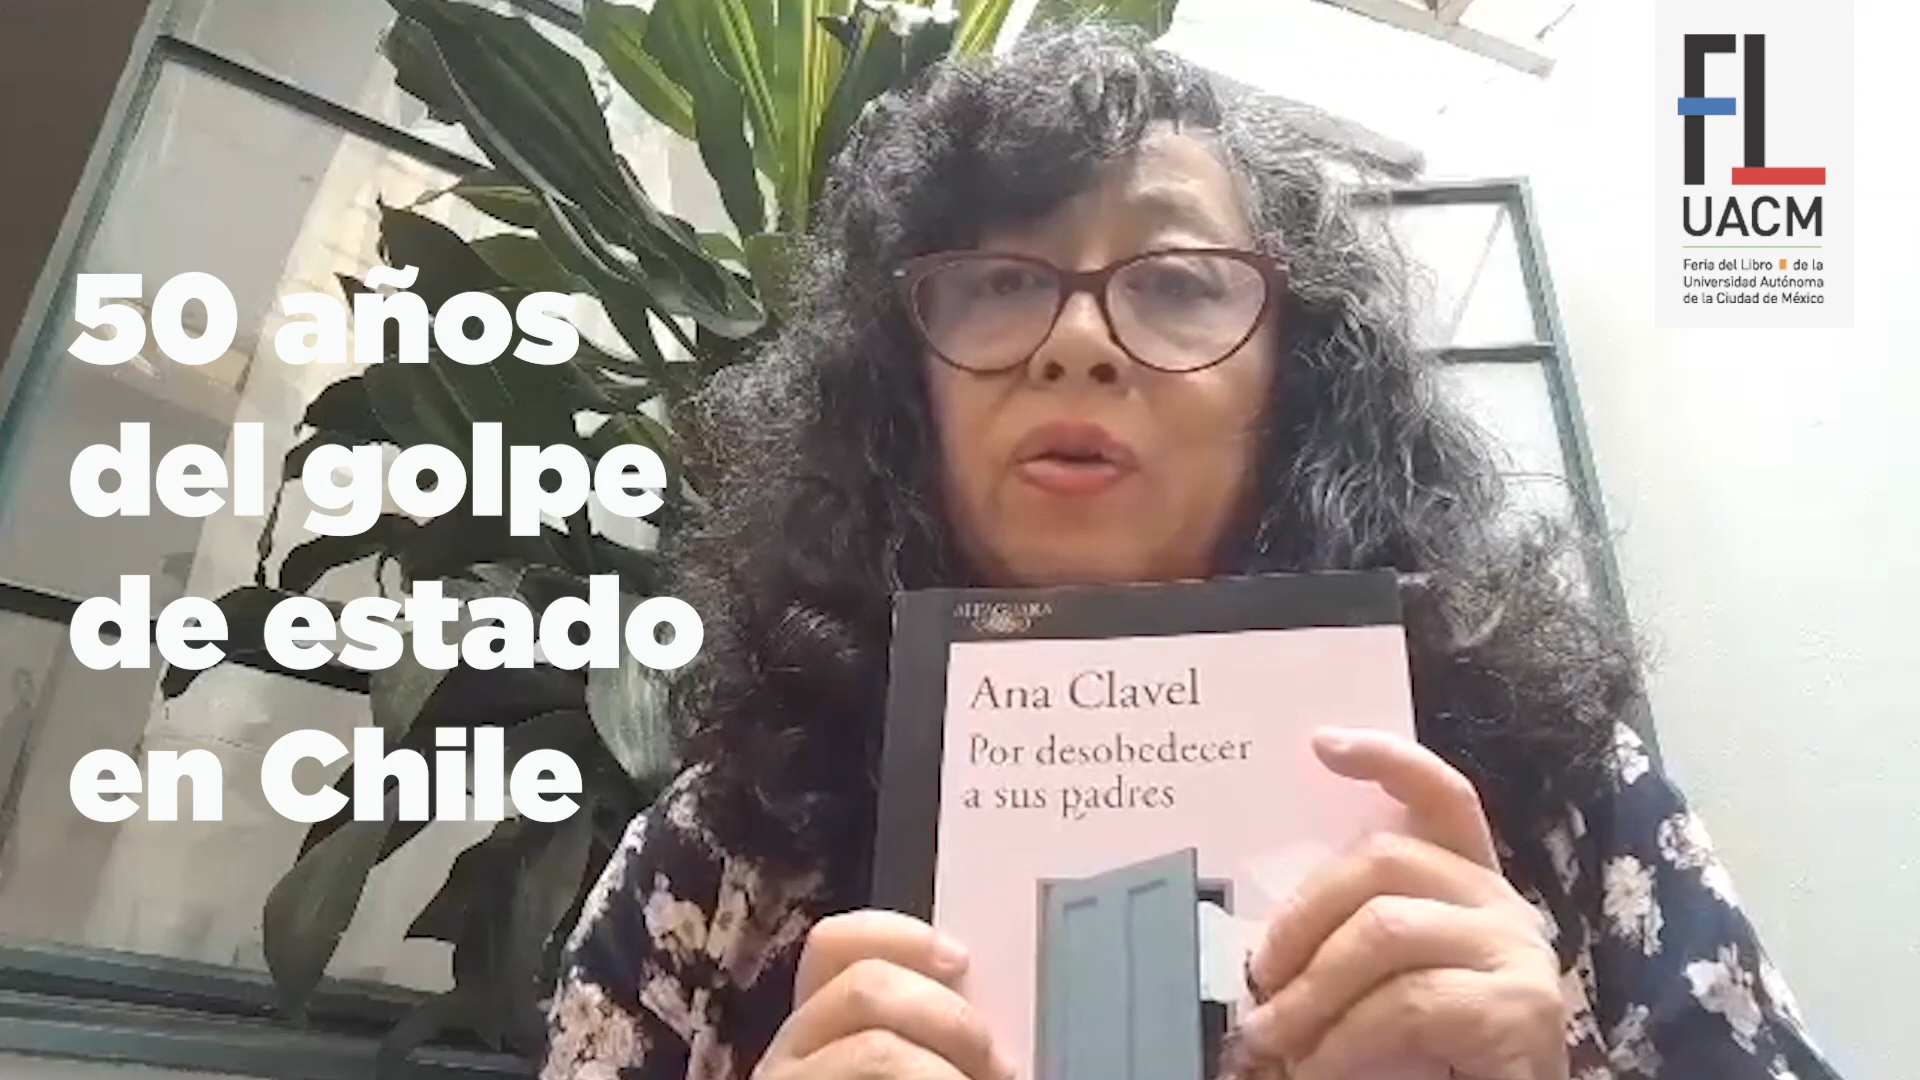 50 años
del golpe
de estado
en Chile
FL
UACM
Feria del Libro de la
Universidad Autónoma
de la Ciudad de México
ALFAGUARA
Ana Clavel
Por desobedecer
a sus padres